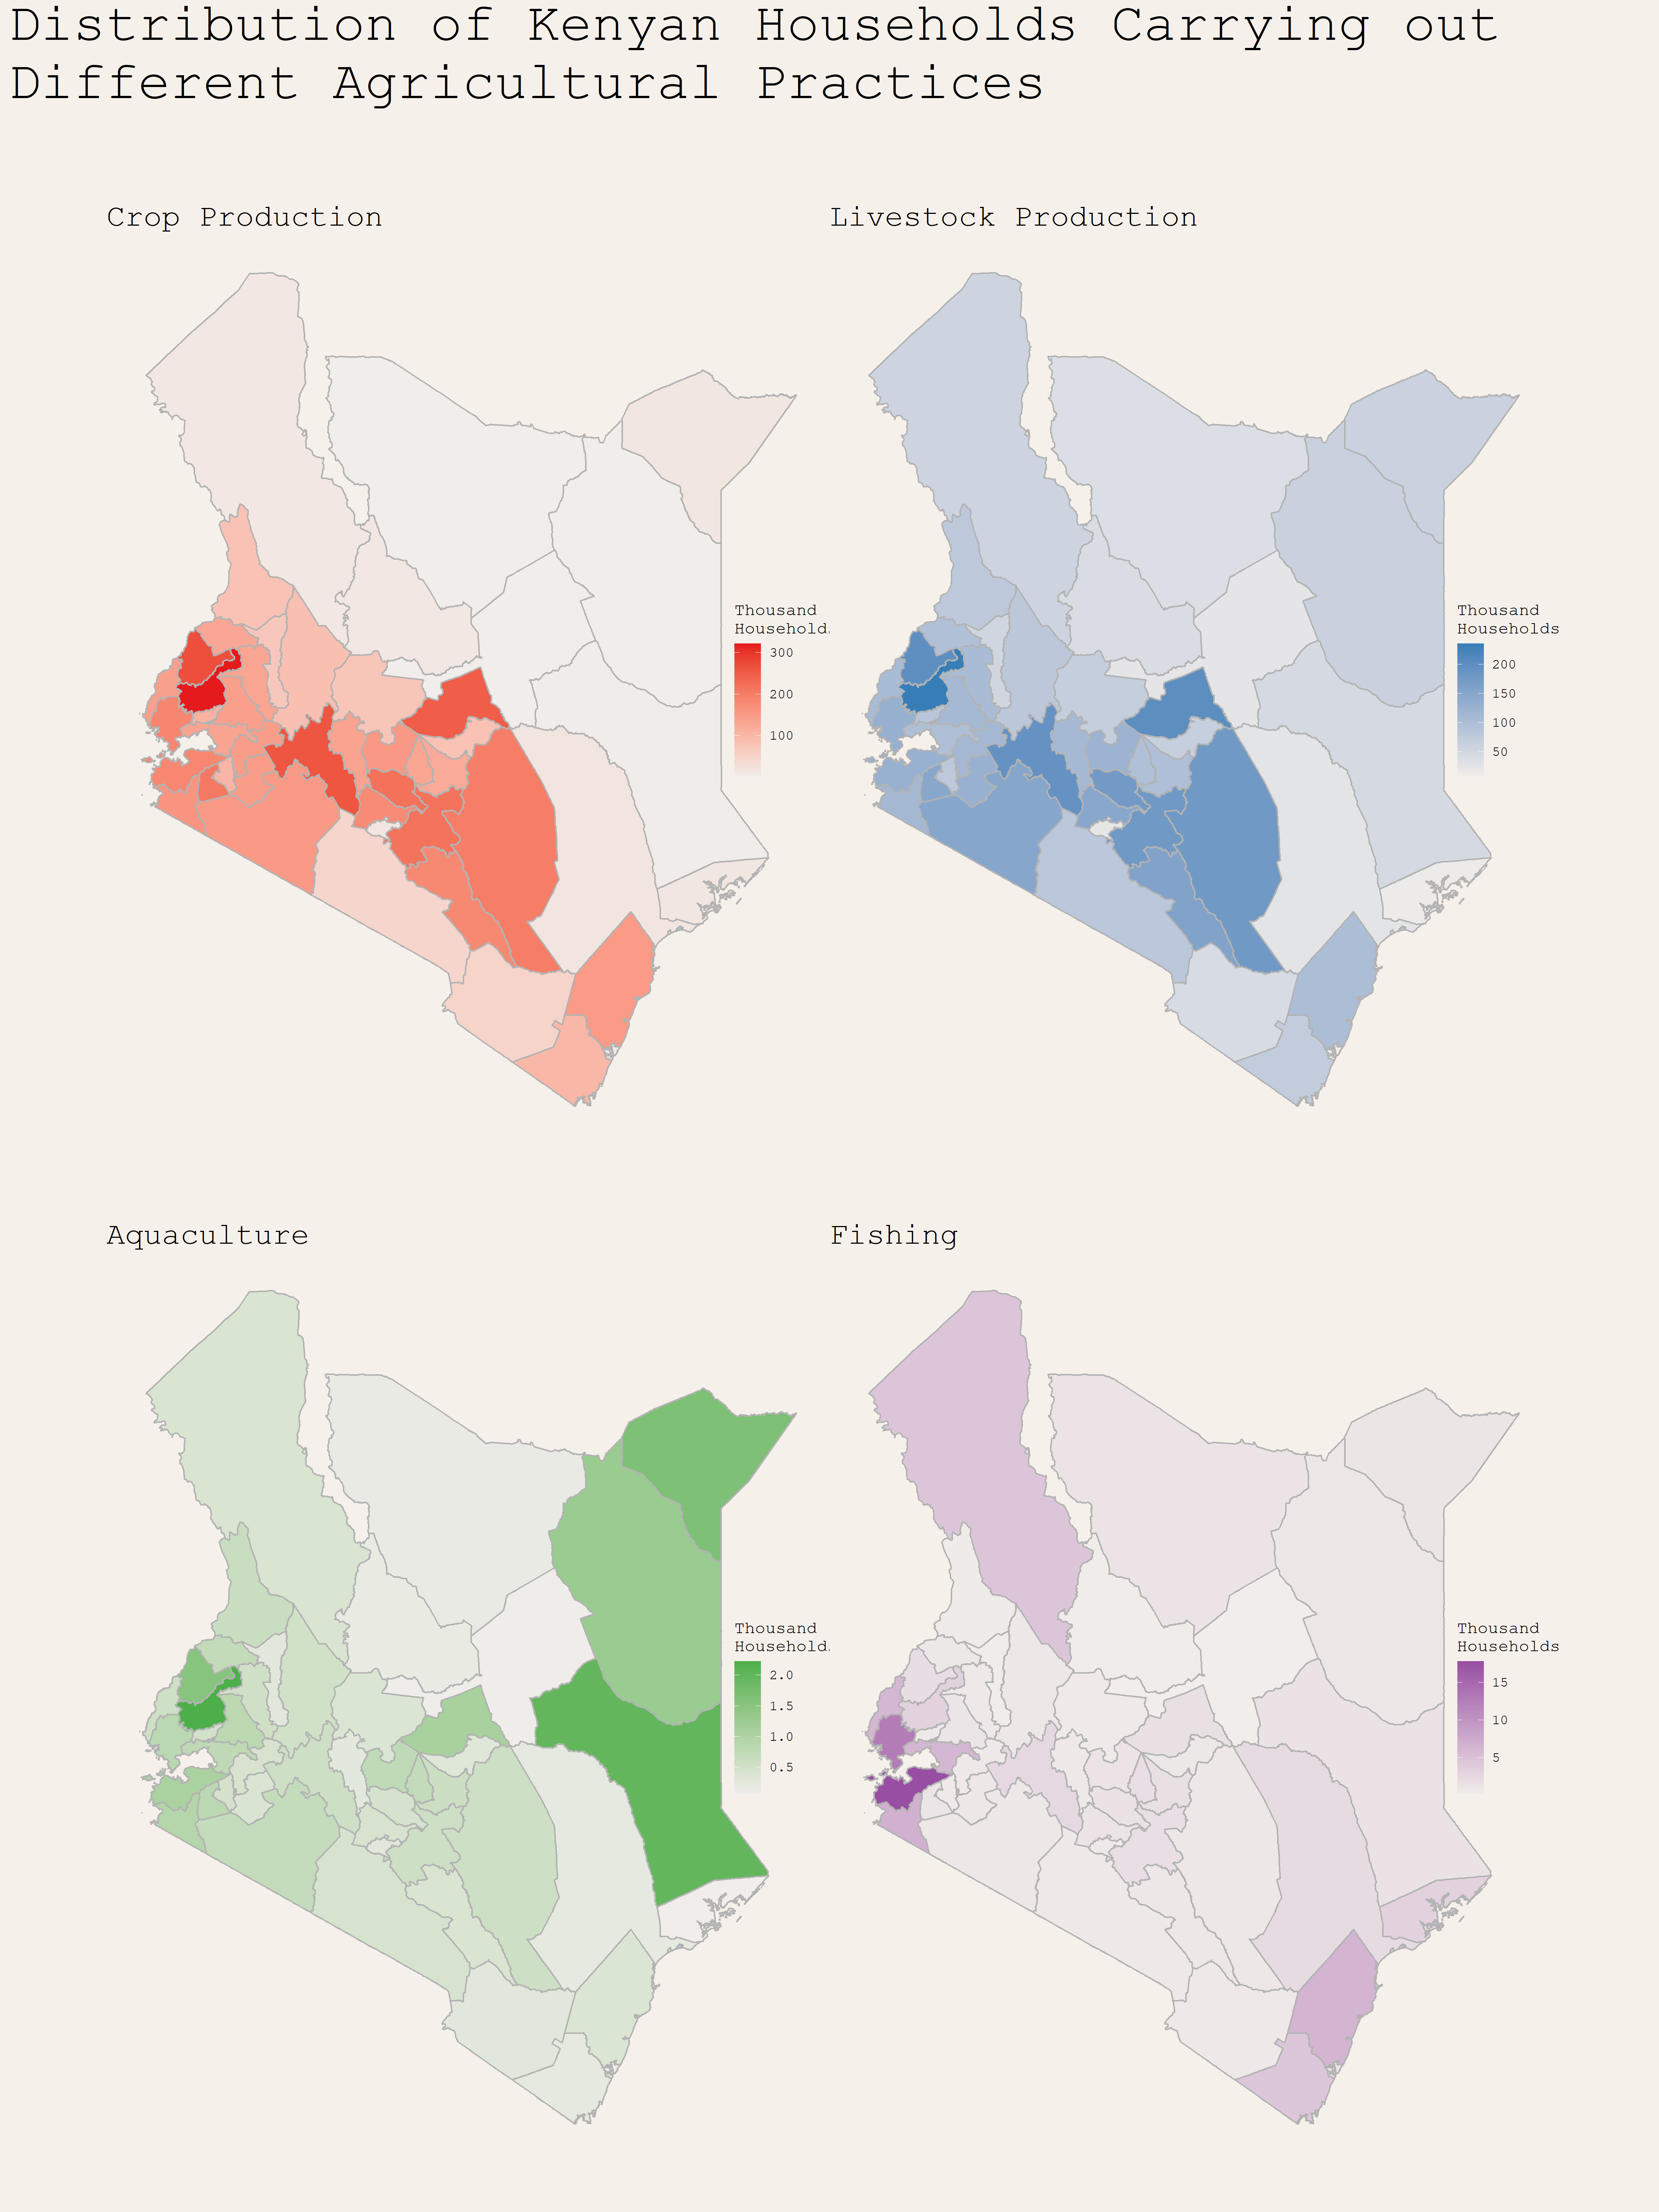 Distribution of Kenyan Households Carrying out
Different Agricultural Practices
Crop Production
Thousand
Household.
300
200
100
Livestock Production
Thousand
Households
200
150
100
50
Aquaculture
Thousand
Household.
2.0
1.5
1.0
0.5
Fishing
Thousand
Households
15
10
5